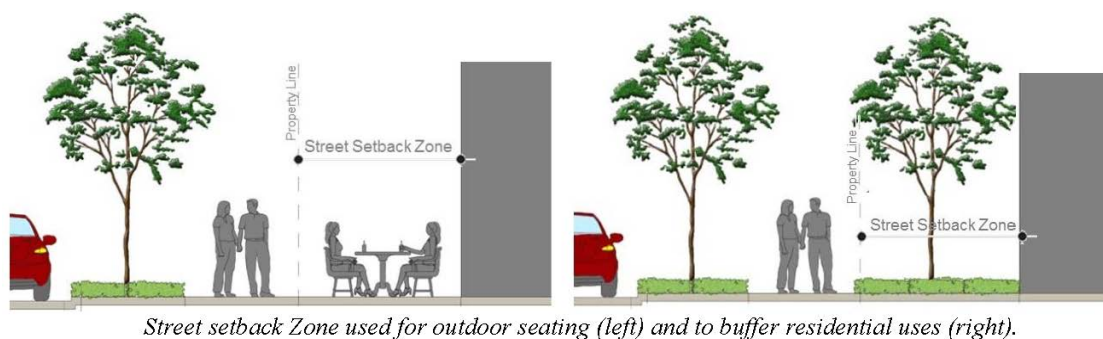 Property Line
Street Setback Zone
Property Line
Street Setback Zone
Street setback Zone used for outdoor seating (left) and to buffer residential uses (right).